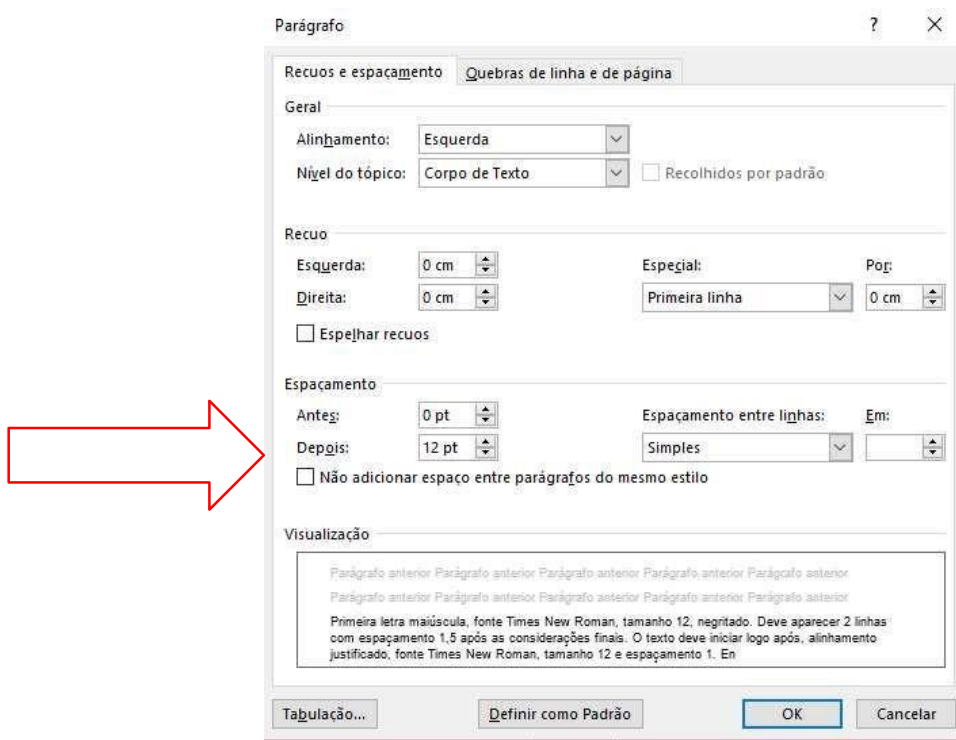 Parágrafo ?
Recuos e espaçamento Quebras de linha e de página
Geral
Alinhamento: Esquerda
Nível do tópico: Corpo de Texto Recolhidos por padrão
Recuo
Esquerda: 0 cm Especial: Por:
Direita: 0 cm Primeira linha 0 cm
Espelhar recuos
Espaçamento
Antes: 0 pt Espaçamento entre linhas: Em:
Depois: 12 pt Simples
Não adicionar espaço entre parágrafos do mesmo estilo
Visualização
Parágrafo anterior Parágrafo anterior Parágrafo anterior Parágrafo anterior Parágrafo anterior
Parágrafo anterior Parágrafo anterior Parágrafo anterior Parágrafo anterior Parágrafo anterior
Primeira letra maiúscula, fonte Times New Roman, tamanho 12, negritado. Deve aparecer 2 linhas
com espaçamento 1,5 após as considerações finais. O texto deve iniciar logo após, alinhamento
justificado, fonte Times New Roman, tamanho 12 e espaçamento 1. En
Tabulação... Definir como Padrão OK Cancelar